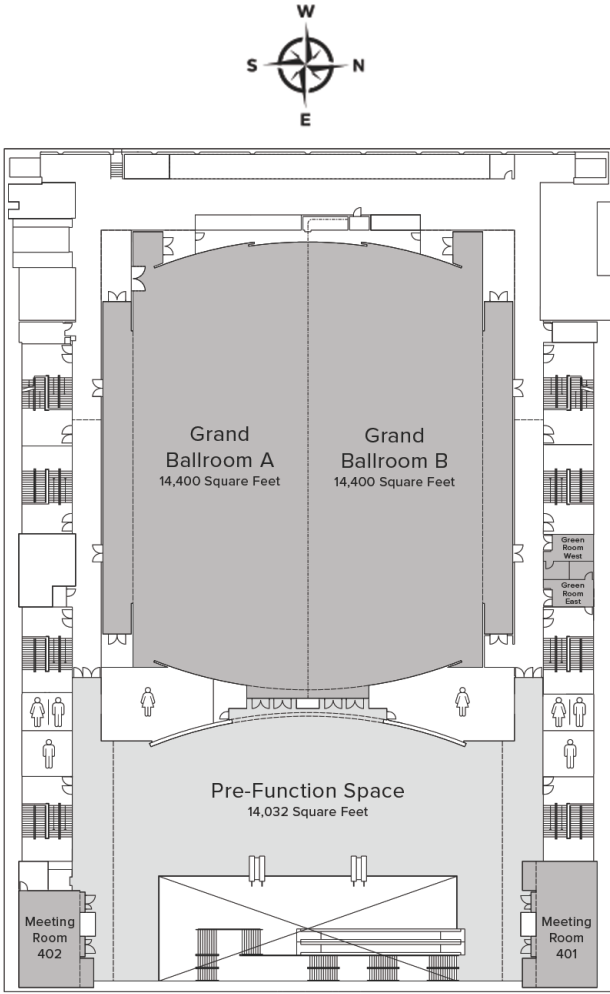 W
S
N
E
Grand
Ballroom A
14,400 Square Feet
Grand
Ballroom B
14,400 Square Feet
Green
Room
West
Green
Room
East
Pre-Function Space
14,032 Square Feet
Meeting
Room
402
Meeting
Room
401